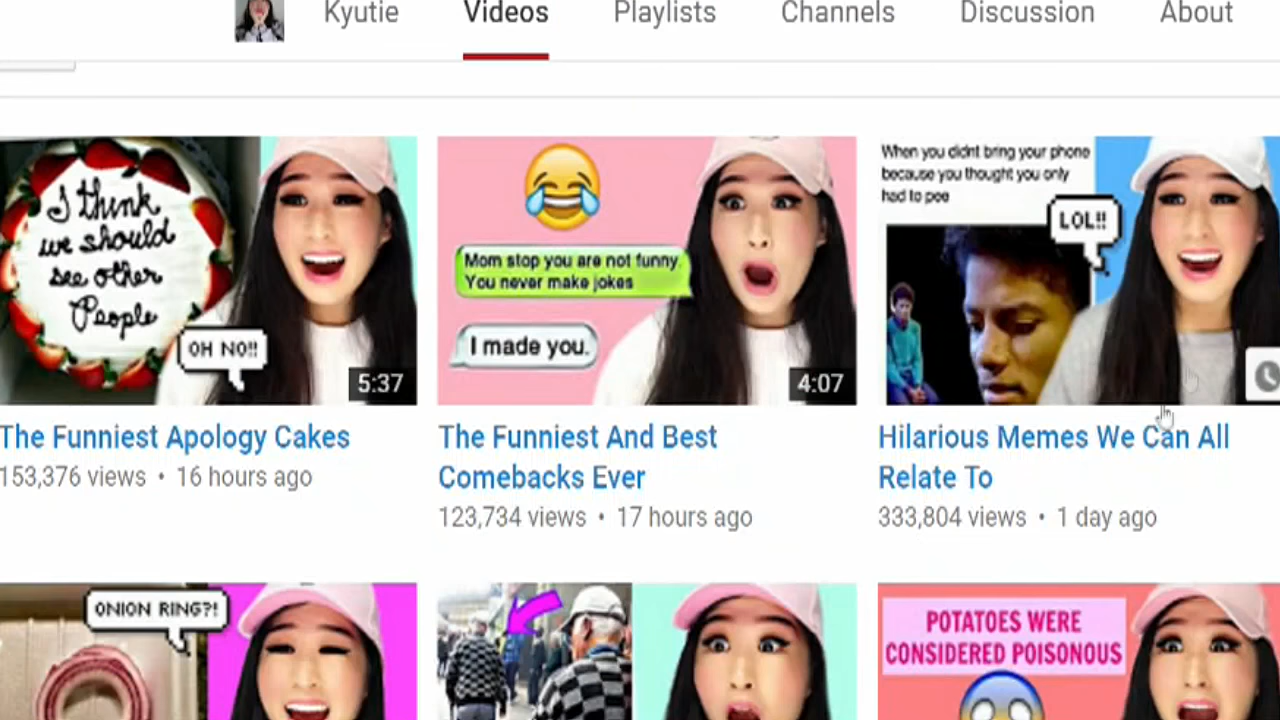 Kyutie Videos Playlists Channels Discussion About
I think
we should
see other
People
OH NO!!
5:37
Mom stop you are not funny.
You never make jokes
I made you.
4:07
When you didnt bring your phone
because you thought you only
had to pee
LOL!!
The Funniest Apology Cakes
153,376 views • 16 hours ago
The Funniest And Best
Comebacks Ever
123,734 views • 17 hours ago
Hilarious Memes We Can All
Relate To
333,804 views • 1 day ago
ONION RING?!
POTATOES WERE
CONSIDERED POISONOUS